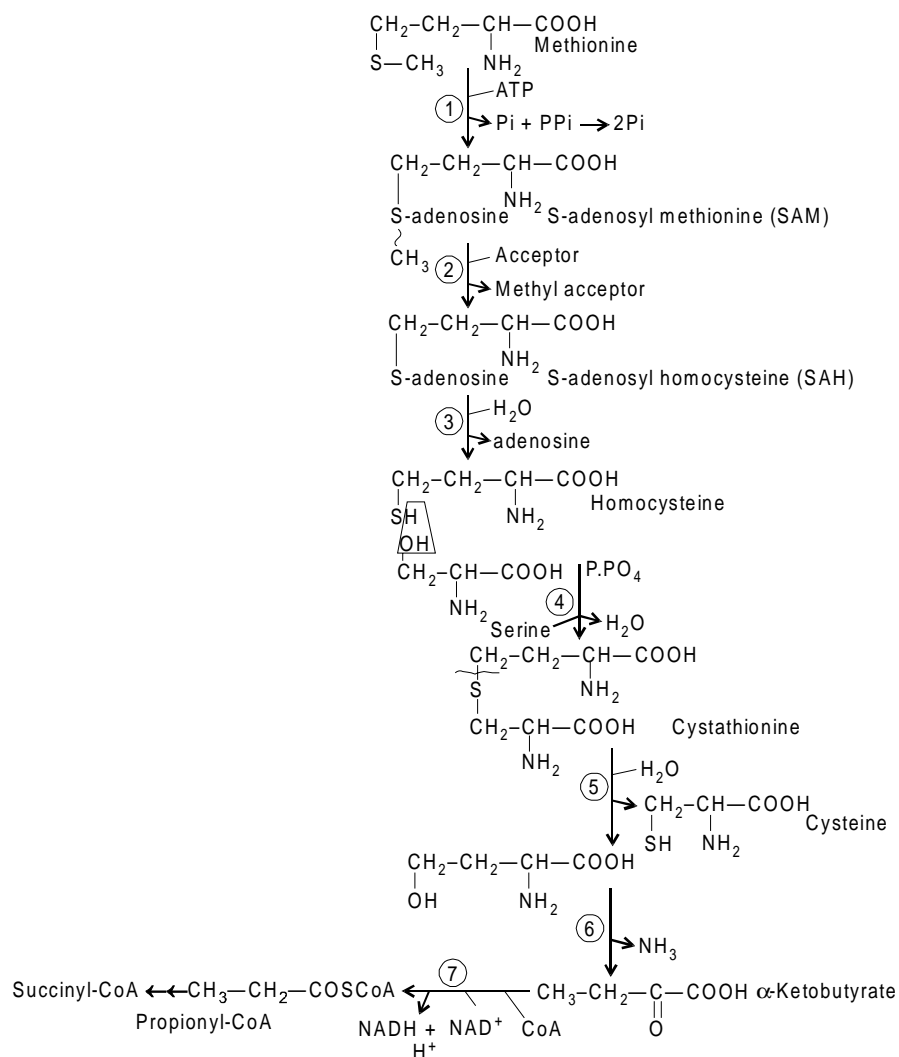 CH₂–CH₂–CH–COOH
Methionine
S–CH₃ NH₂
ATP
1
Pi + PPi → 2Pi
CH₂–CH₂–CH–COOH
NH₂
S-adenosine S-adenosyl methionine (SAM)
CH₃
2
Acceptor
Methyl acceptor
CH₂–CH₂–CH–COOH
NH₂
S-adenosine S-adenosyl homocysteine (SAH)
3
H₂O
adenosine
CH₂–CH₂–CH–COOH
Homocysteine
SH NH₂
OH
CH₂–CH–COOH P.PO₄
NH₂
4
Serine H₂O
CH₂–CH₂–CH–COOH
S NH₂
CH₂–CH–COOH Cystathionine
NH₂
H₂O
5
CH₂–CH–COOH
Cysteine
SH NH₂
CH₂–CH₂–CH–COOH
OH NH₂
6
NH₃
7
Succinyl-CoA ←← CH₃–CH₂–COSCoA ← CH₃–CH₂–C–COOH α-Ketobutyrate
Propionyl-CoA NADH + H⁺ NAD⁺ CoA O